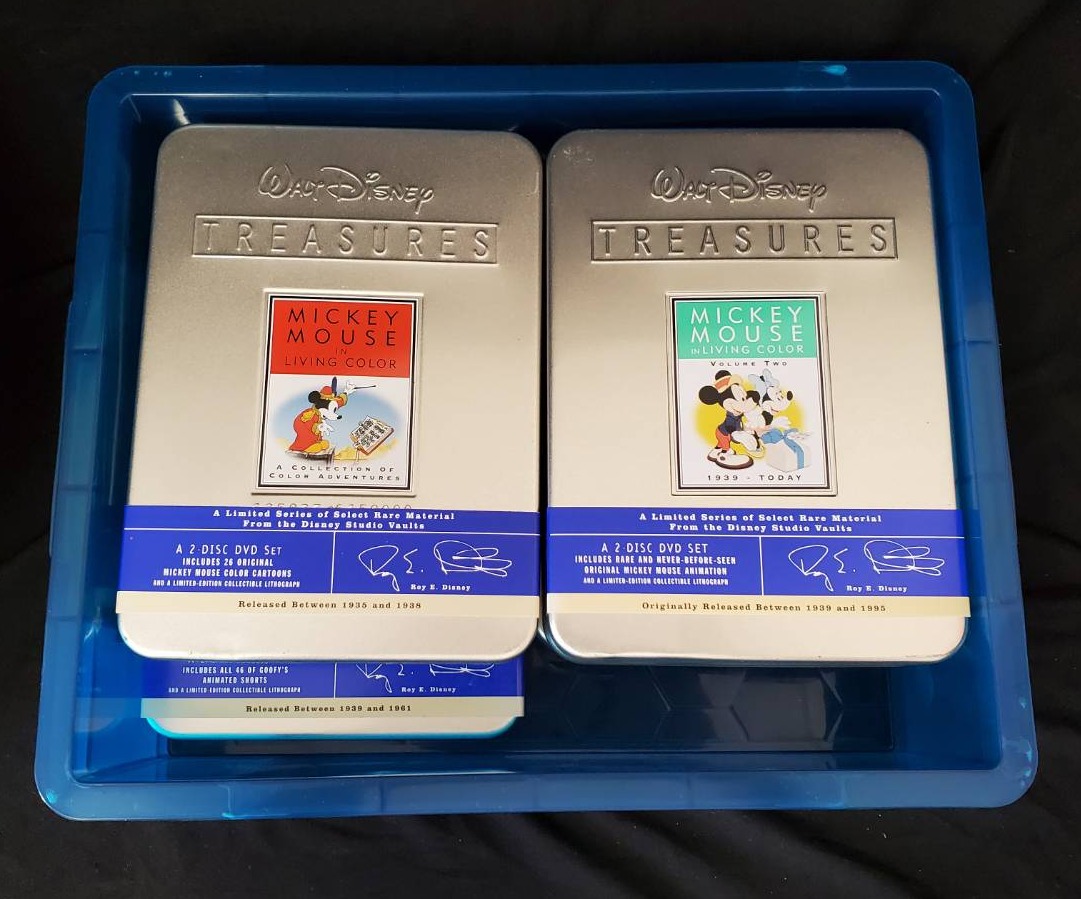 WALT DISNEY
TREASURES
MICKEY
MOUSE
IN
LIVING COLOR
A COLLECTION OF
COLOR ADVENTURES
A Limited Series of Select Rare Material
From the Disney Studio Vaults
A 2-DISC DVD SET
INCLUDES 26 ORIGINAL
MICKEY MOUSE COLOR CARTOONS
AND A LIMITED-EDITION COLLECTIBLE LITHOGRAPH
Roy E. Disney
Roy E. Disney
Released Between 1935 and 1938
WALT DISNEY
TREASURES
MICKEY
MOUSE
IN LIVING COLOR
VOLUME TWO
1939 - TODAY
A Limited Series of Select Rare Material
From the Disney Studio Vaults
A 2-DISC DVD SET
INCLUDES RARE AND NEVER-BEFORE-SEEN
ORIGINAL MICKEY MOUSE ANIMATION
AND A LIMITED-EDITION COLLECTIBLE LITHOGRAPH
Roy E. Disney
Roy E. Disney
Originally Released Between 1939 and 1995
INCLUDES ALL 46 OF GOOFY'S
ANIMATED SHORTS
AND A LIMITED EDITION COLLECTIBLE LITHOGRAPH
Roy E. Disney
Released Between 1939 and 1961